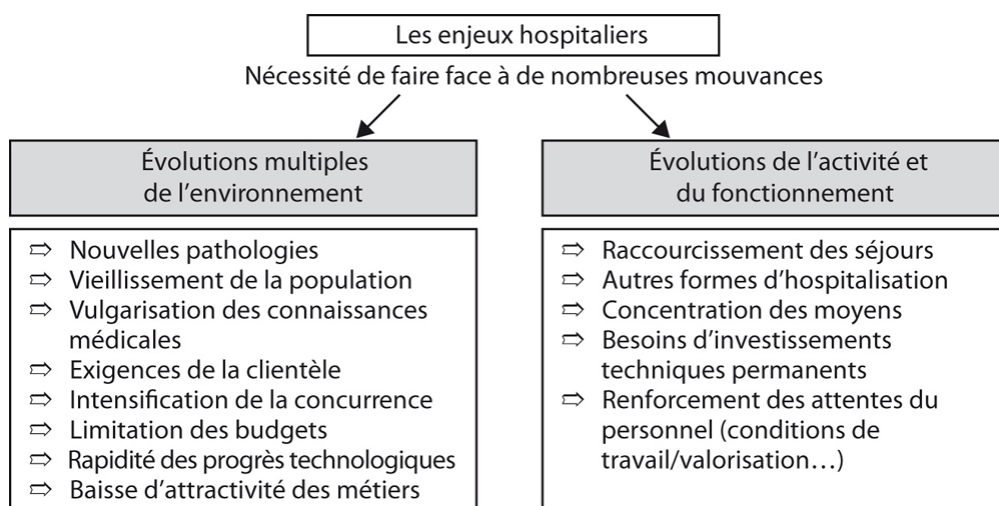 Les enjeux hospitaliers
Nécessité de faire face à de nombreuses mouvances
Évolutions multiples
de l'environnement
⇨ Nouvelles pathologies
⇨ Vieillissement de la population
⇨ Vulgarisation des connaissances
médicales
⇨ Exigences de la clientèle
⇨ Intensification de la concurrence
⇨ Limitation des budgets
⇨ Rapidité des progrès technologiques
⇨ Baisse d'attractivité des métiers
Évolutions de l'activité et
du fonctionnement
⇨ Raccourcissement des séjours
⇨ Autres formes d'hospitalisation
⇨ Concentration des moyens
⇨ Besoins d'investissements
techniques permanents
⇨ Renforcement des attentes du
personnel (conditions de
travail/valorisation…)